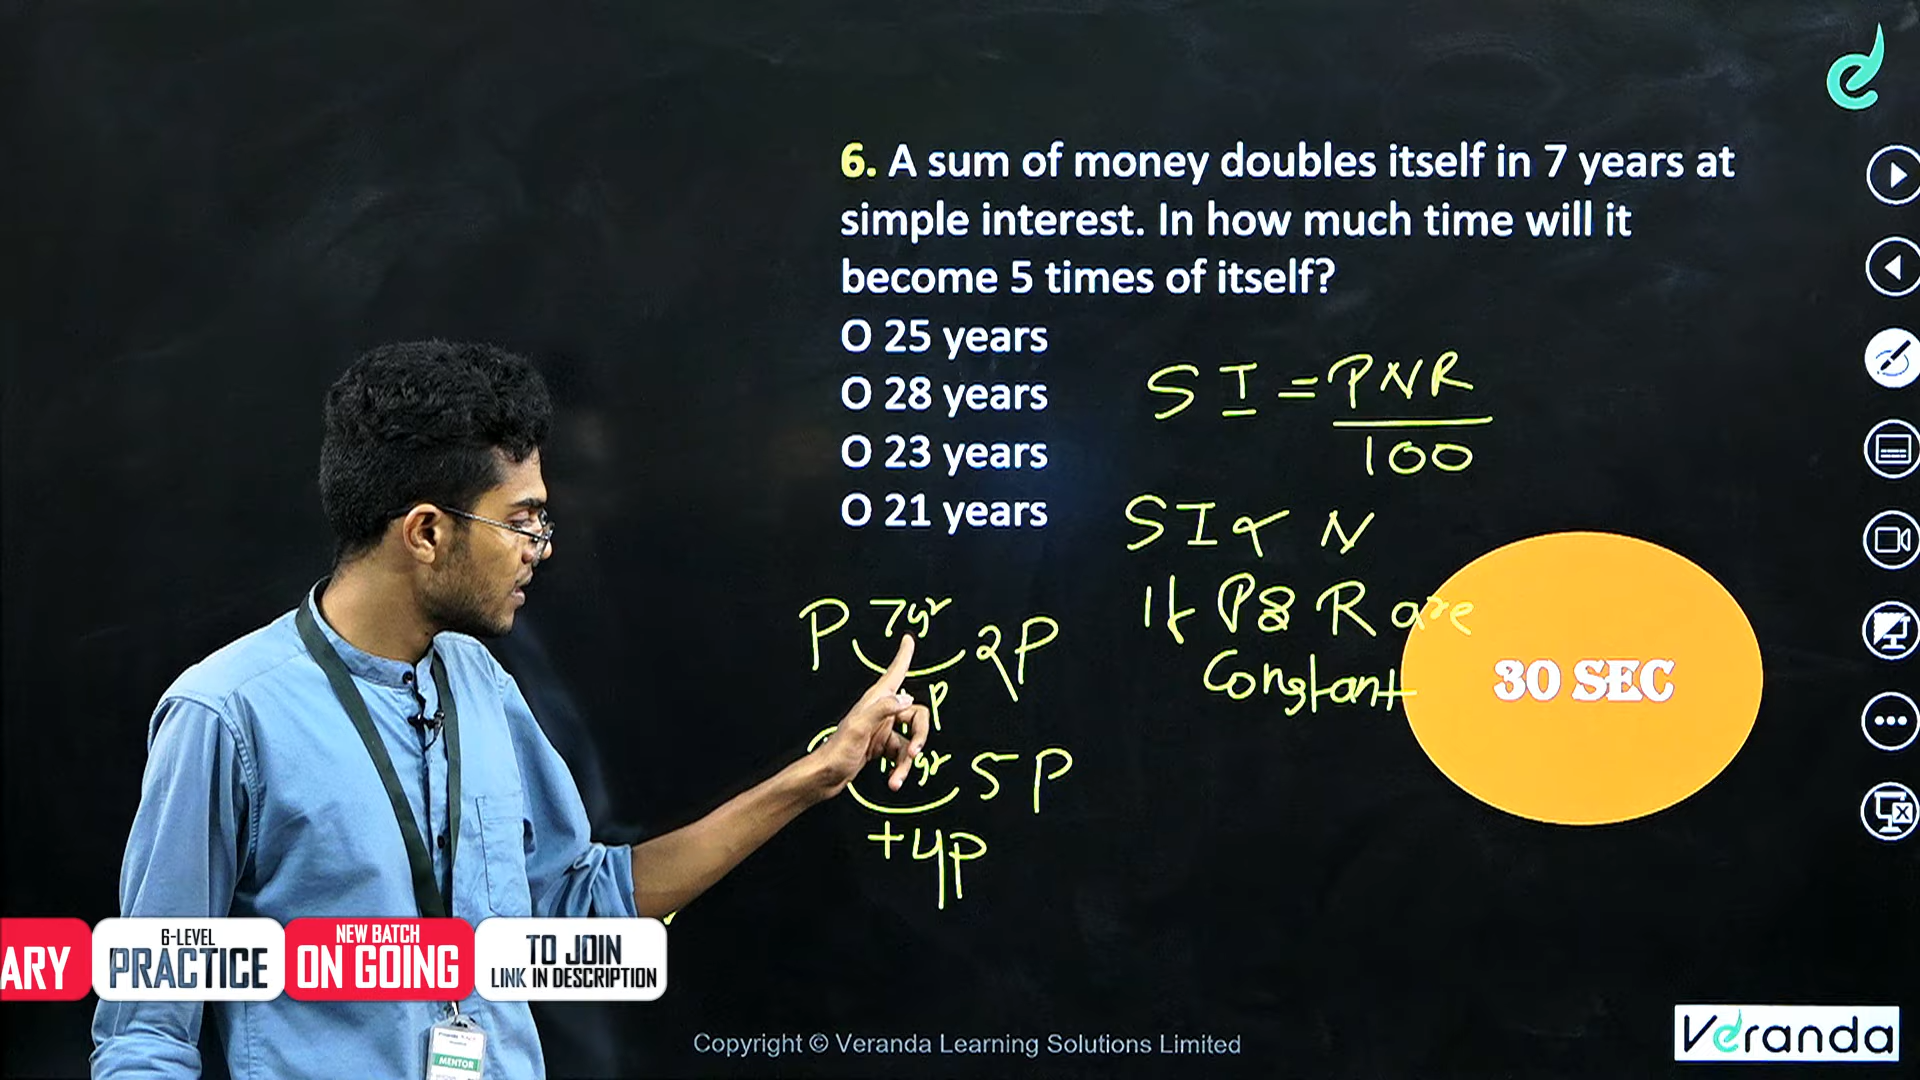 6. A sum of money doubles itself in 7 years at
simple interest. In how much time will it
become 5 times of itself?
O 25 years
O 28 years
O 23 years
O 21 years
SI = PNR
100
SI ∝ N
If P & R are
Constant
30 SEC
P 7yr 2P
P
yr 5P
+4P
ARY
6-LEVEL
PRACTICE
NEW BATCH
ON GOING
TO JOIN
LINK IN DESCRIPTION
MENTOR
Copyright © Veranda Learning Solutions Limited
Veranda